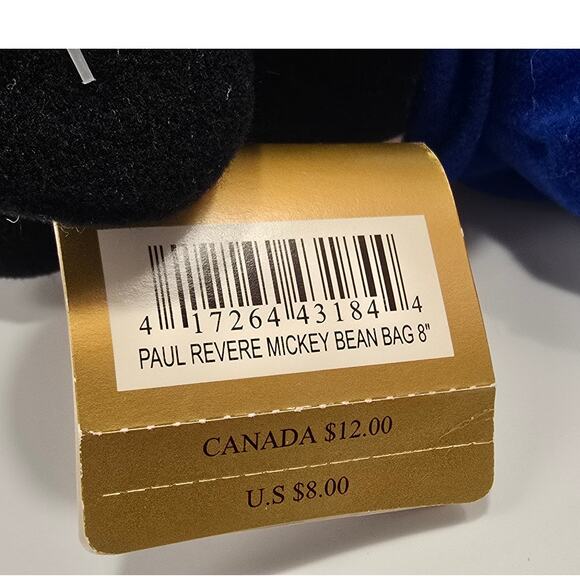 4 17264 43184 4
PAUL REVERE MICKEY BEAN BAG 8"
CANADA $12.00
U.S $8.00